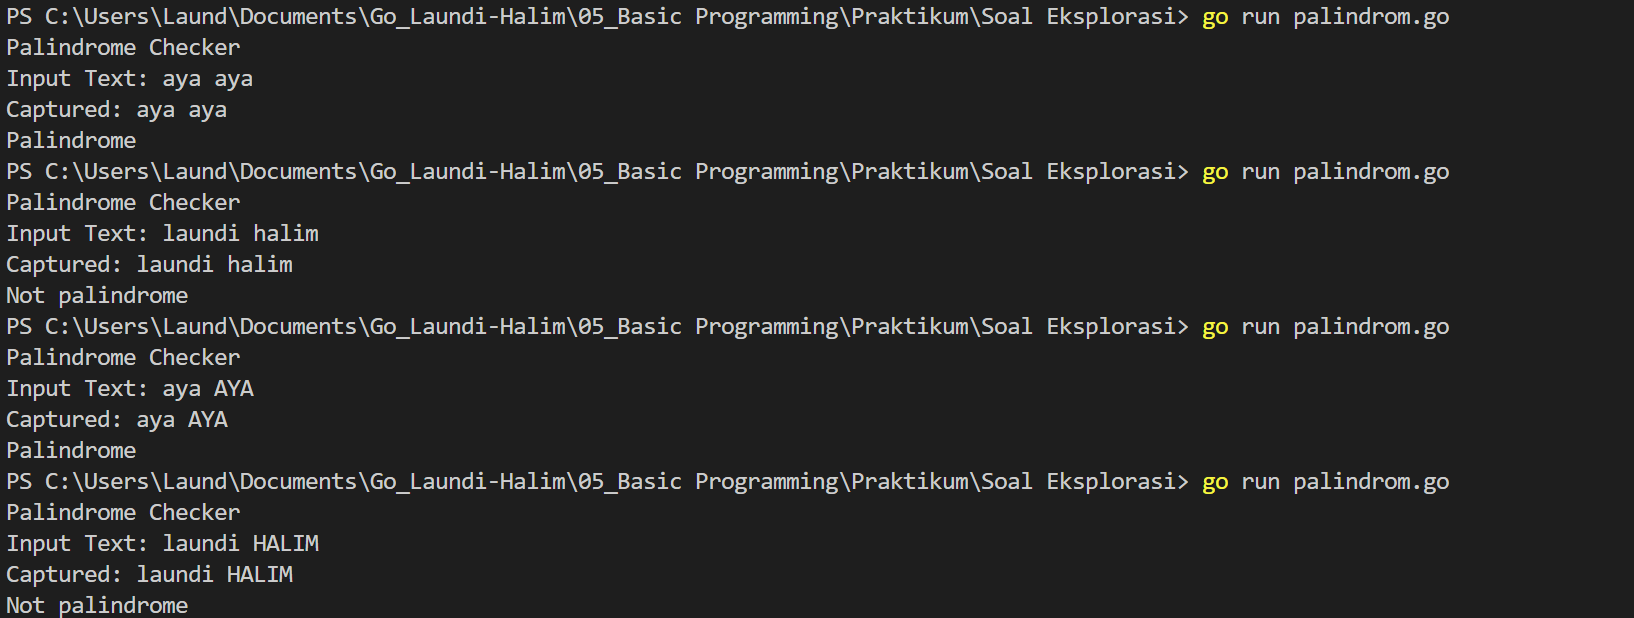 PS C:\Users\Laund\Documents\Go_Laundi-Halim\05_Basic Programming\Praktikum\Soal Eksplorasi> go run palindrom.go
Palindrome Checker
Input Text: aya aya
Captured: aya aya
Palindrome
PS C:\Users\Laund\Documents\Go_Laundi-Halim\05_Basic Programming\Praktikum\Soal Eksplorasi> go run palindrom.go
Palindrome Checker
Input Text: laundi halim
Captured: laundi halim
Not palindrome
PS C:\Users\Laund\Documents\Go_Laundi-Halim\05_Basic Programming\Praktikum\Soal Eksplorasi> go run palindrom.go
Palindrome Checker
Input Text: aya AYA
Captured: aya AYA
Palindrome
PS C:\Users\Laund\Documents\Go_Laundi-Halim\05_Basic Programming\Praktikum\Soal Eksplorasi> go run palindrom.go
Palindrome Checker
Input Text: laundi HALIM
Captured: laundi HALIM
Not palindrome